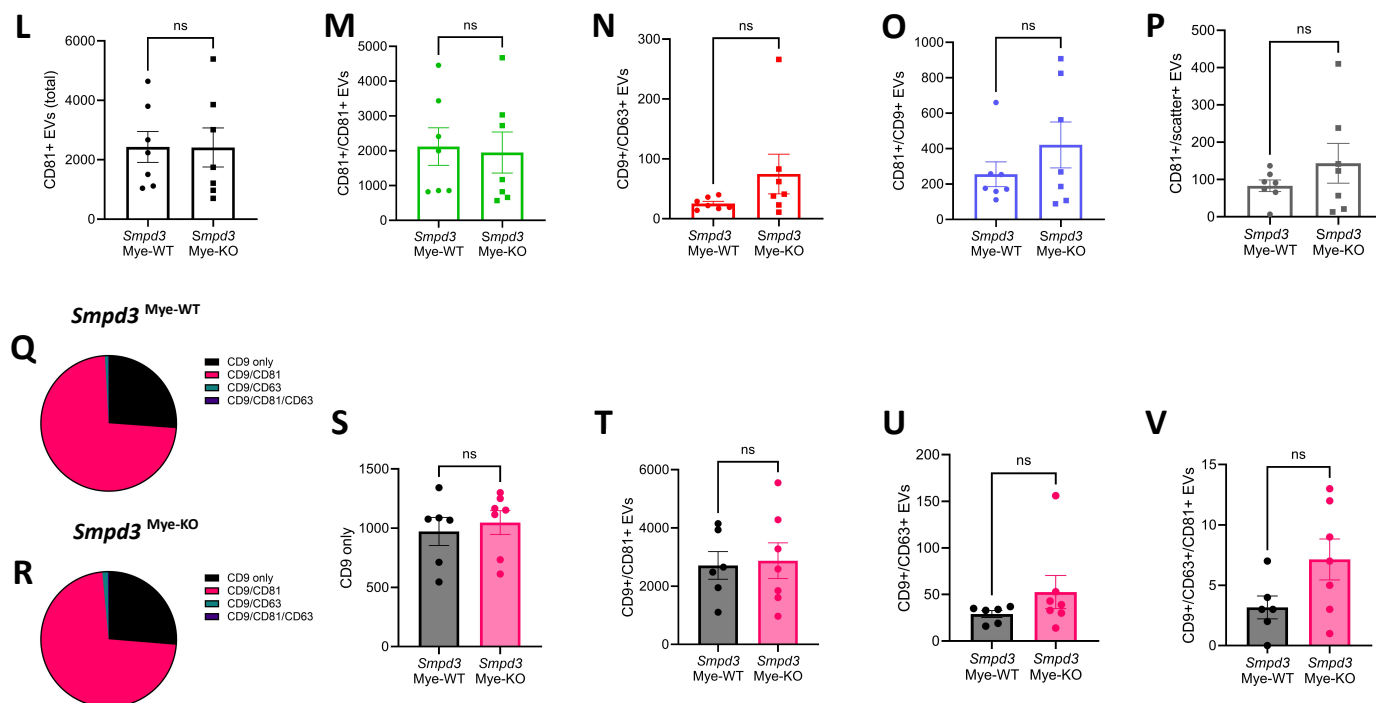 L
ns
CD81+ EVs (total)
6000
4000
2000
0
Smpd3
Mye-WT
Smpd3
Mye-KO
M
ns
CD81+/CD81+ EVs
5000
4000
3000
2000
1000
0
Smpd3
Mye-WT
Smpd3
Mye-KO
N
ns
CD9+/CD63+ EVs
300
200
100
0
Smpd3
Mye-WT
Smpd3
Mye-KO
O
ns
CD81+/CD9+ EVs
1000
800
600
400
200
0
Smpd3
Mye-WT
Smpd3
Mye-KO
P
ns
CD81+/scatter+ EVs
500
400
300
200
100
0
Smpd3
Mye-WT
Smpd3
Mye-KO
Smpd3 Mye-WT
Q
CD9 only
CD9/CD81
CD9/CD63
CD9/CD81/CD63
Smpd3 Mye-KO
R
CD9 only
CD9/CD81
CD9/CD63
CD9/CD81/CD63
S
ns
CD9 only
1500
1000
500
0
Smpd3
Mye-WT
Smpd3
Mye-KO
T
ns
CD9+/CD81+ EVs
6000
4000
2000
0
Smpd3
Mye-WT
Smpd3
Mye-KO
U
ns
CD9+/CD63+ EVs
200
150
100
50
0
Smpd3
Mye-WT
Smpd3
Mye-KO
V
ns
CD9+/CD63+/CD81+ EVs
15
10
5
0
Smpd3
Mye-WT
Smpd3
Mye-KO